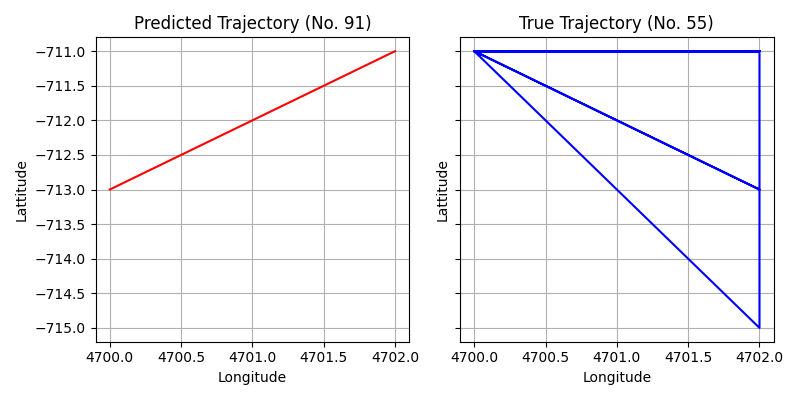 Predicted Trajectory (No. 91)
True Trajectory (No. 55)
−711.0
−711.5
−712.0
−712.5
−713.0
−713.5
−714.0
−714.5
−715.0
Lattitude
Lattitude
4700.0 4700.5 4701.0 4701.5 4702.0
4700.0 4700.5 4701.0 4701.5 4702.0
Longitude
Longitude